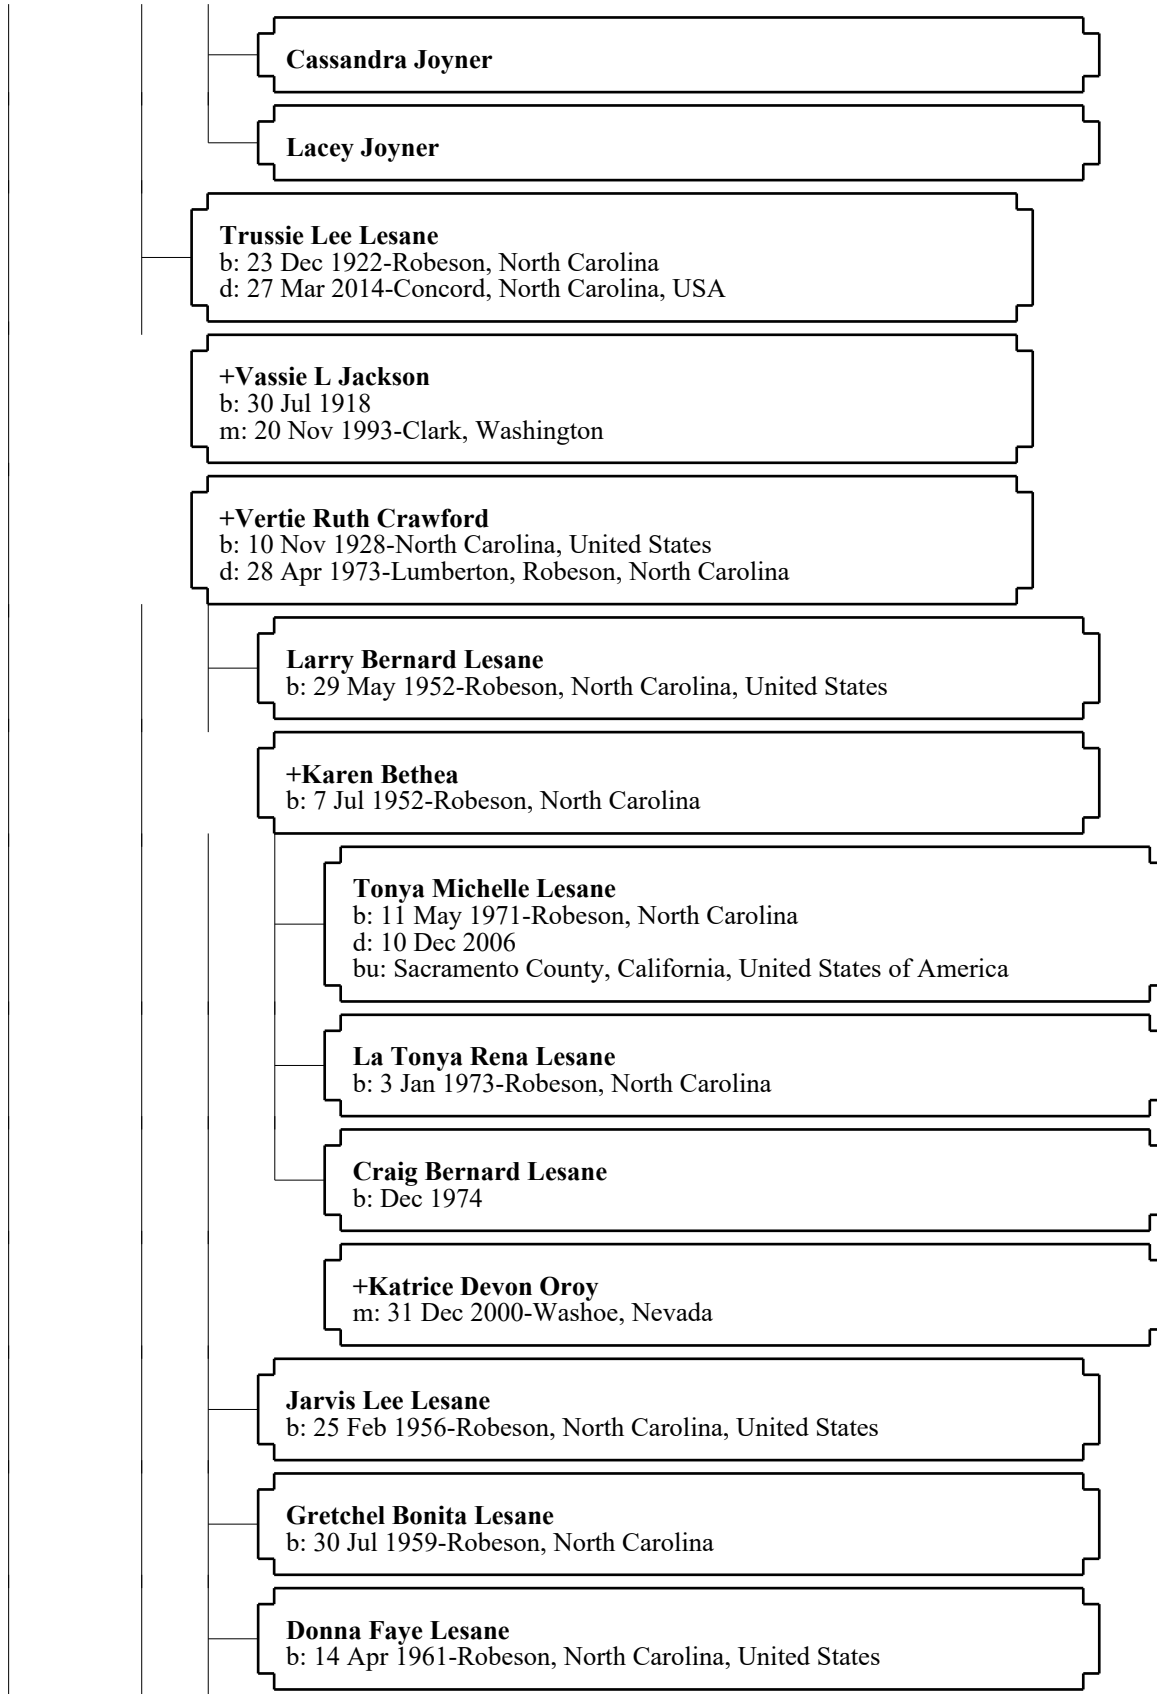 Cassandra Joyner
Lacey Joyner
Trussie Lee Lesane
b: 23 Dec 1922-Robeson, North Carolina
d: 27 Mar 2014-Concord, North Carolina, USA
+Vassie L Jackson
b: 30 Jul 1918
m: 20 Nov 1993-Clark, Washington
+Vertie Ruth Crawford
b: 10 Nov 1928-North Carolina, United States
d: 28 Apr 1973-Lumberton, Robeson, North Carolina
Larry Bernard Lesane
b: 29 May 1952-Robeson, North Carolina, United States
+Karen Bethea
b: 7 Jul 1952-Robeson, North Carolina
Tonya Michelle Lesane
b: 11 May 1971-Robeson, North Carolina
d: 10 Dec 2006
bu: Sacramento County, California, United States of America
La Tonya Rena Lesane
b: 3 Jan 1973-Robeson, North Carolina
Craig Bernard Lesane
b: Dec 1974
+Katrice Devon Oroy
m: 31 Dec 2000-Washoe, Nevada
Jarvis Lee Lesane
b: 25 Feb 1956-Robeson, North Carolina, United States
Gretchel Bonita Lesane
b: 30 Jul 1959-Robeson, North Carolina
Donna Faye Lesane
b: 14 Apr 1961-Robeson, North Carolina, United States